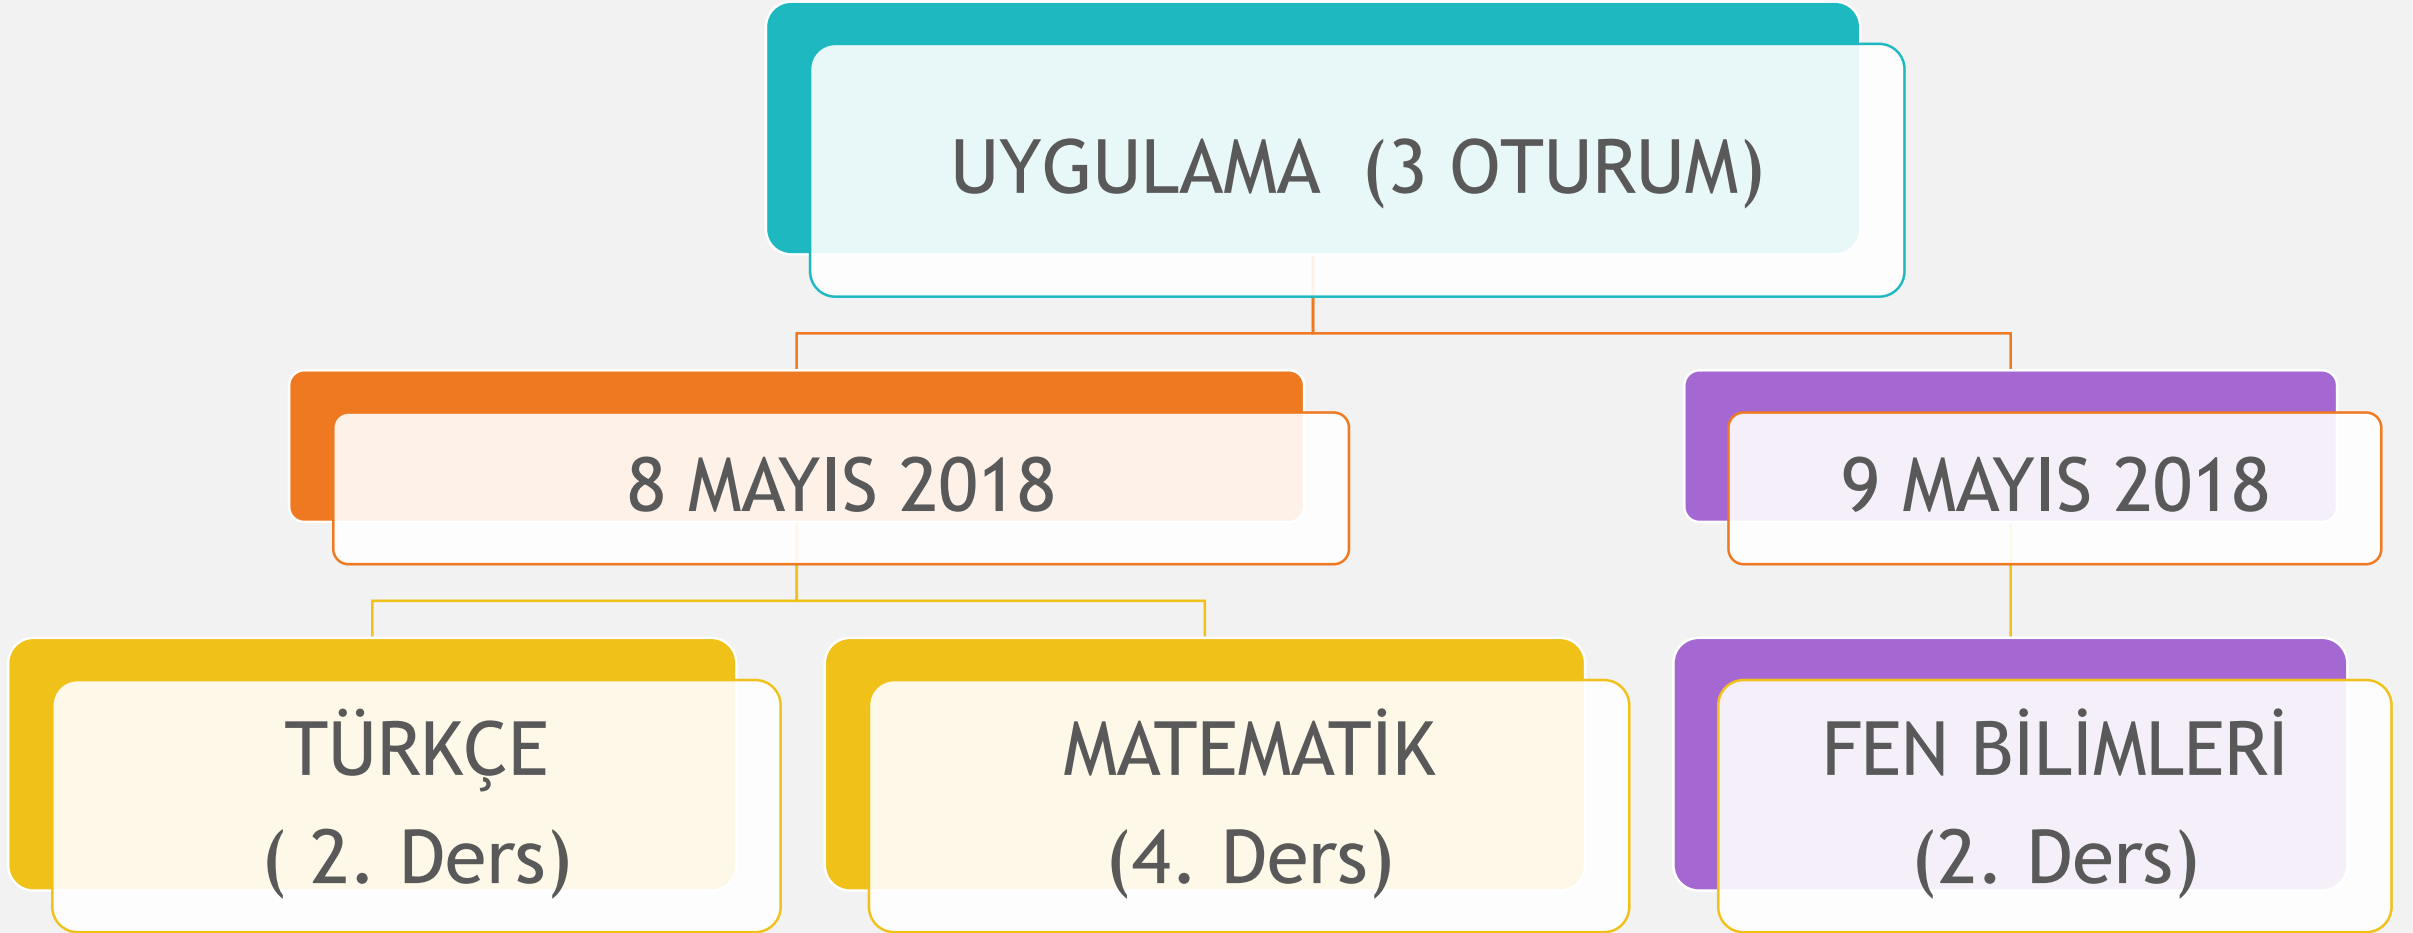 UYGULAMA  (3 OTURUM)
8 MAYIS 2018
9 MAYIS 2018
TÜRKÇE
( 2. Ders)
MATEMATİK
(4. Ders)
FEN BİLİMLERİ
(2. Ders)